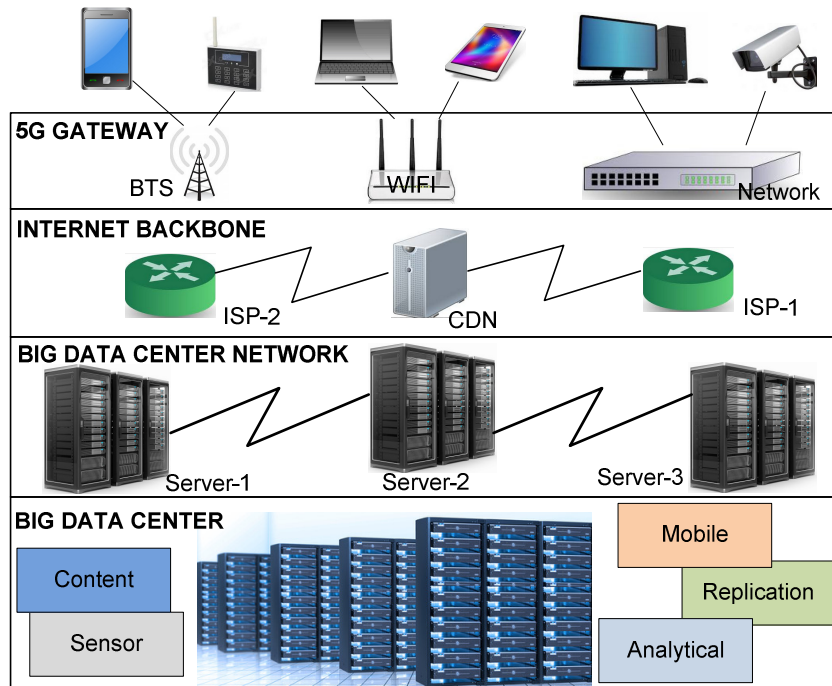 5G GATEWAY
BTS
WIFI
Network
INTERNET BACKBONE
ISP-2
CDN
ISP-1
BIG DATA CENTER NETWORK
Server-1
Server-2
Server-3
BIG DATA CENTER
Content
Sensor
Mobile
Replication
Analytical